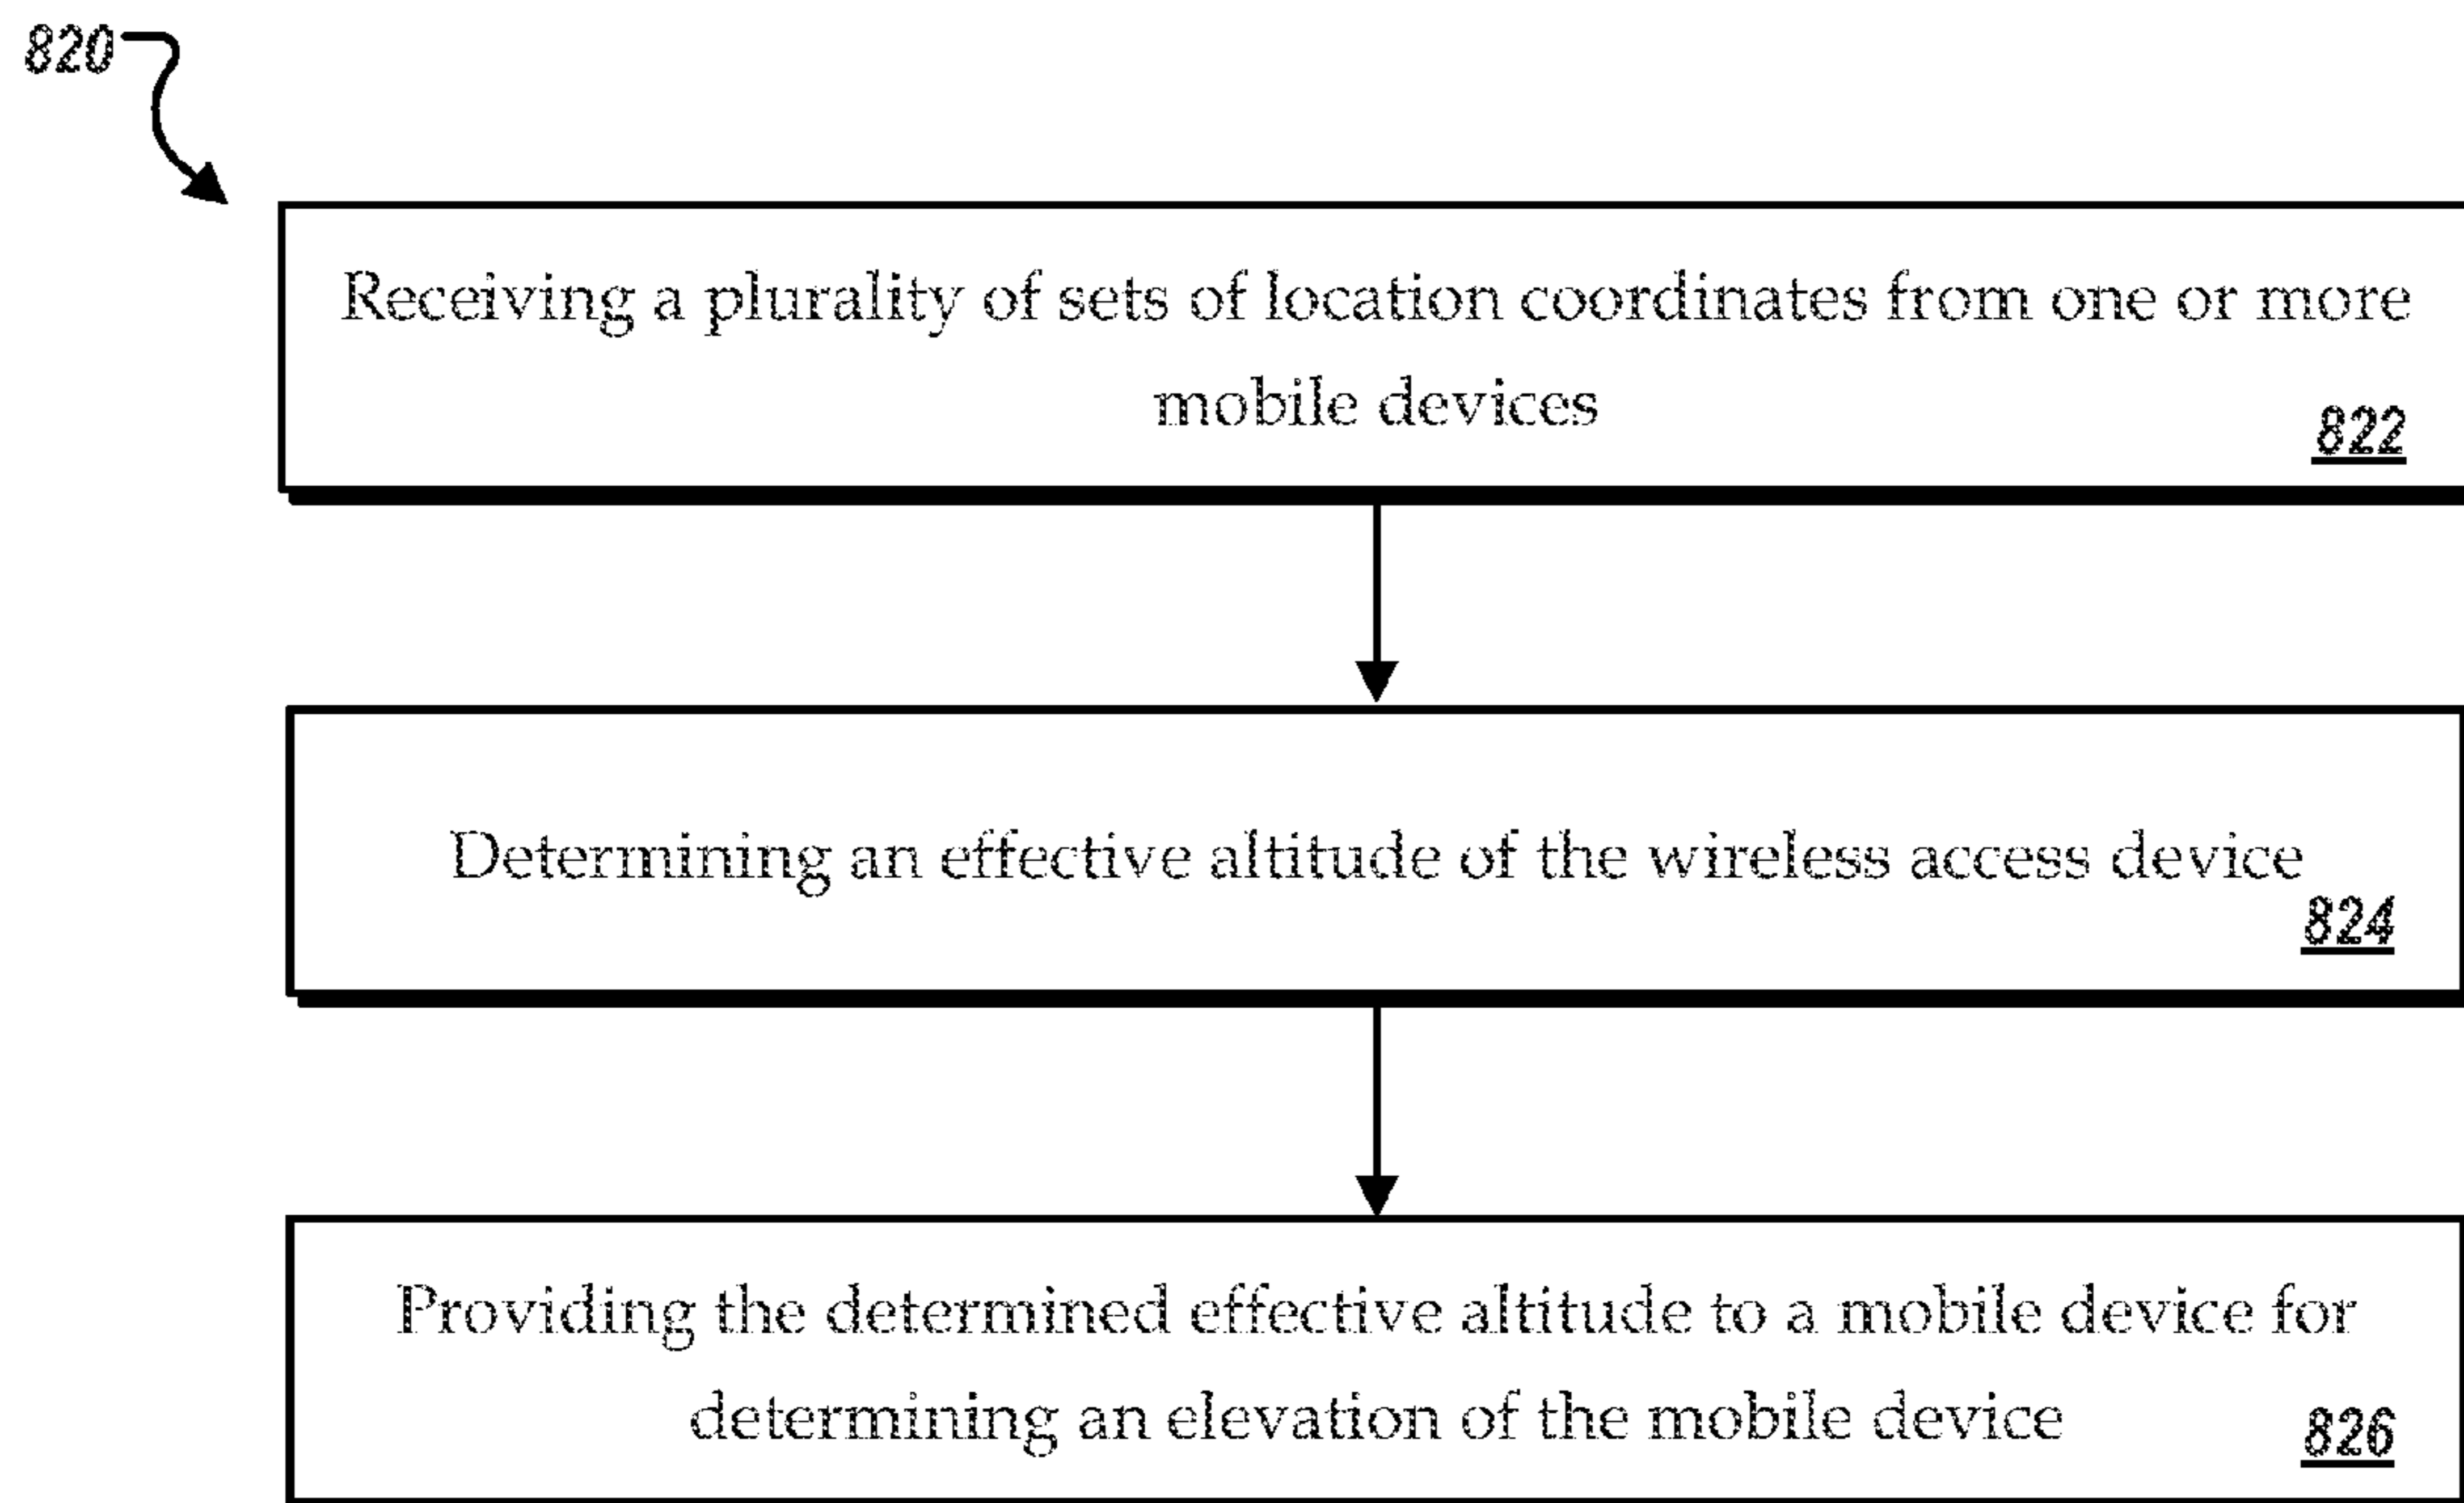 820
Receiving a plurality of sets of location coordinates from one or more
mobile devices
822
Determining an effective altitude of the wireless access device
824
Providing the determined effective altitude to a mobile device for
determining an elevation of the mobile device
826